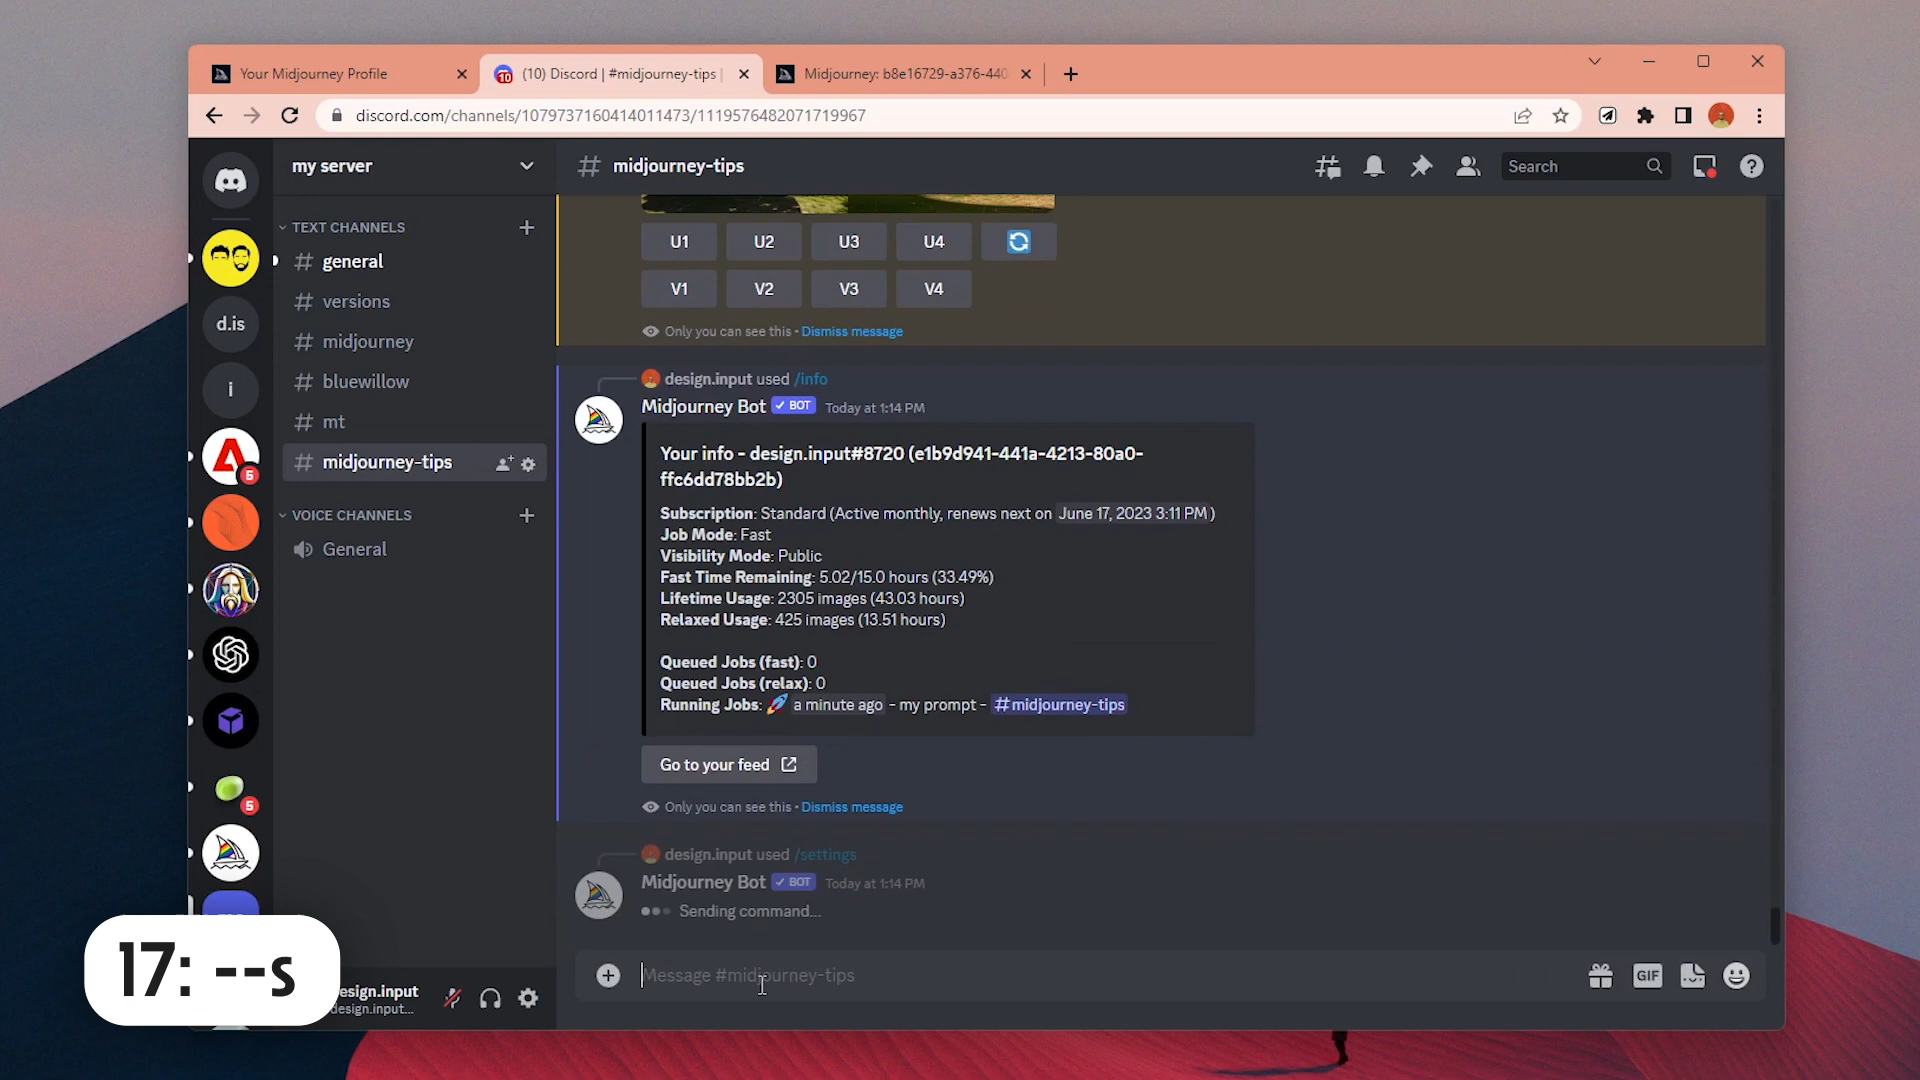 Your Midjourney Profile
(10) Discord | #midjourney-tips |
Midjourney: b8e16729-a376-440
discord.com/channels/1079737160414011473/1119576482071719967
my server
midjourney-tips
Search
TEXT CHANNELS
general
versions
midjourney
bluewillow
mt
midjourney-tips
VOICE CHANNELS
General
d.is
i
5
5
10
U1 U2 U3 U4
V1 V2 V3 V4
Only you can see this • Dismiss message
design.input used /info
Midjourney Bot ✓ BOT Today at 1:14 PM
Your info - design.input#8720 (e1b9d941-441a-4213-80a0-
ffc6dd78bb2b)
Subscription: Standard (Active monthly, renews next on June 17, 2023 3:11 PM)
Job Mode: Fast
Visibility Mode: Public
Fast Time Remaining: 5.02/15.0 hours (33.49%)
Lifetime Usage: 2305 images (43.03 hours)
Relaxed Usage: 425 images (13.51 hours)
Queued Jobs (fast): 0
Queued Jobs (relax): 0
Running Jobs: 🚀 a minute ago - my prompt - #midjourney-tips
Go to your feed
Only you can see this • Dismiss message
design.input used /settings
Midjourney Bot ✓ BOT Today at 1:14 PM
Sending command...
Message #midjourney-tips
GIF
17: --s
esign.input
design.input...